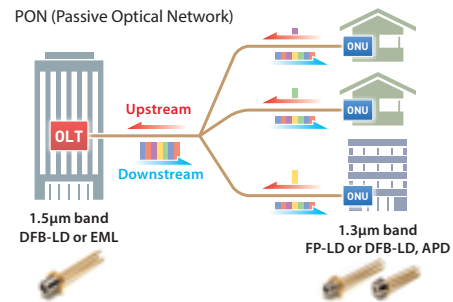 PON (Passive Optical Network)
ONU
ONU
OLT
Upstream
Downstream
ONU
1.5μm band
DFB-LD or EML
1.3μm band
FP-LD or DFB-LD, APD